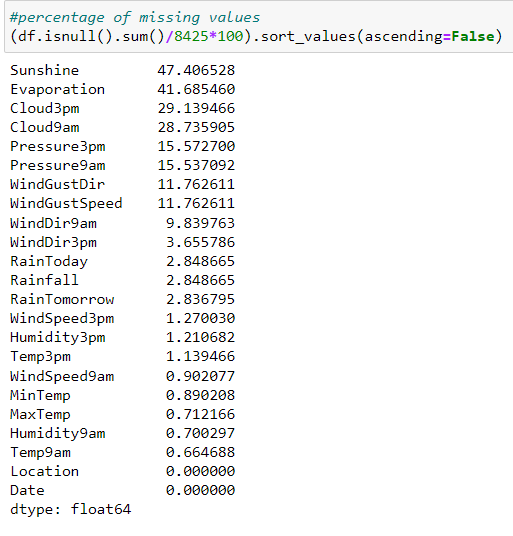 #percentage of missing values
(df.isnull().sum()/8425*100).sort_values(ascending=False)
Sunshine 47.406528
Evaporation 41.685460
Cloud3pm 29.139466
Cloud9am 28.735905
Pressure3pm 15.572700
Pressure9am 15.537092
WindGustDir 11.762611
WindGustSpeed 11.762611
WindDir9am 9.839763
WindDir3pm 3.655786
RainToday 2.848665
Rainfall 2.848665
RainTomorrow 2.836795
WindSpeed3pm 1.270030
Humidity3pm 1.210682
Temp3pm 1.139466
WindSpeed9am 0.902077
MinTemp 0.890208
MaxTemp 0.712166
Humidity9am 0.700297
Temp9am 0.664688
Location 0.000000
Date 0.000000
dtype: float64